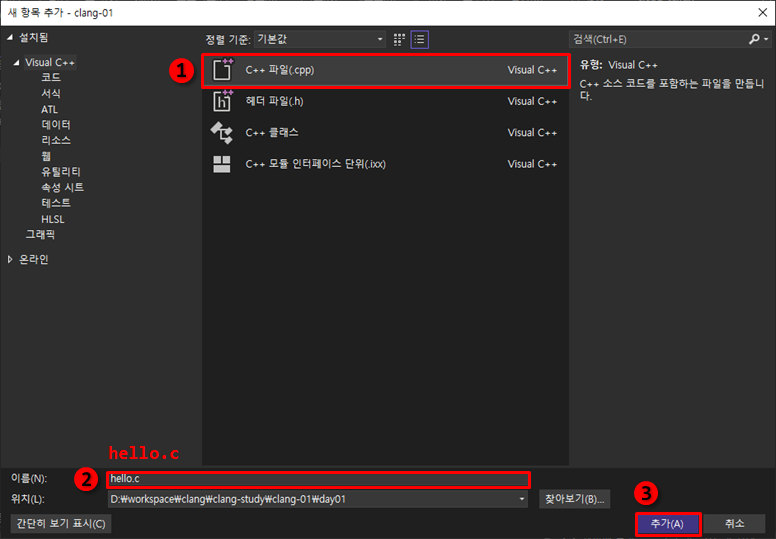 새 항목 추가 - clang-01
설치됨
정렬 기준: 기본값
검색(Ctrl+E)
Visual C++
코드
서식
ATL
데이터
리소스
웹
유틸리티
속성 시트
테스트
HLSL
그래픽
온라인
1
C++ 파일(.cpp) Visual C++
헤더 파일(.h) Visual C++
C++ 클래스 Visual C++
C++ 모듈 인터페이스 단위(.ixx) Visual C++
유형: Visual C++
C++ 소스 코드를 포함하는 파일을 만듭니
다.
hello.c
2
이름(N): hello.c
위치(L): D:₩workspace₩clang₩clang-study₩clang-01₩day01
찾아보기(B)...
3
간단히 보기 표시(C)
추가(A)
취소